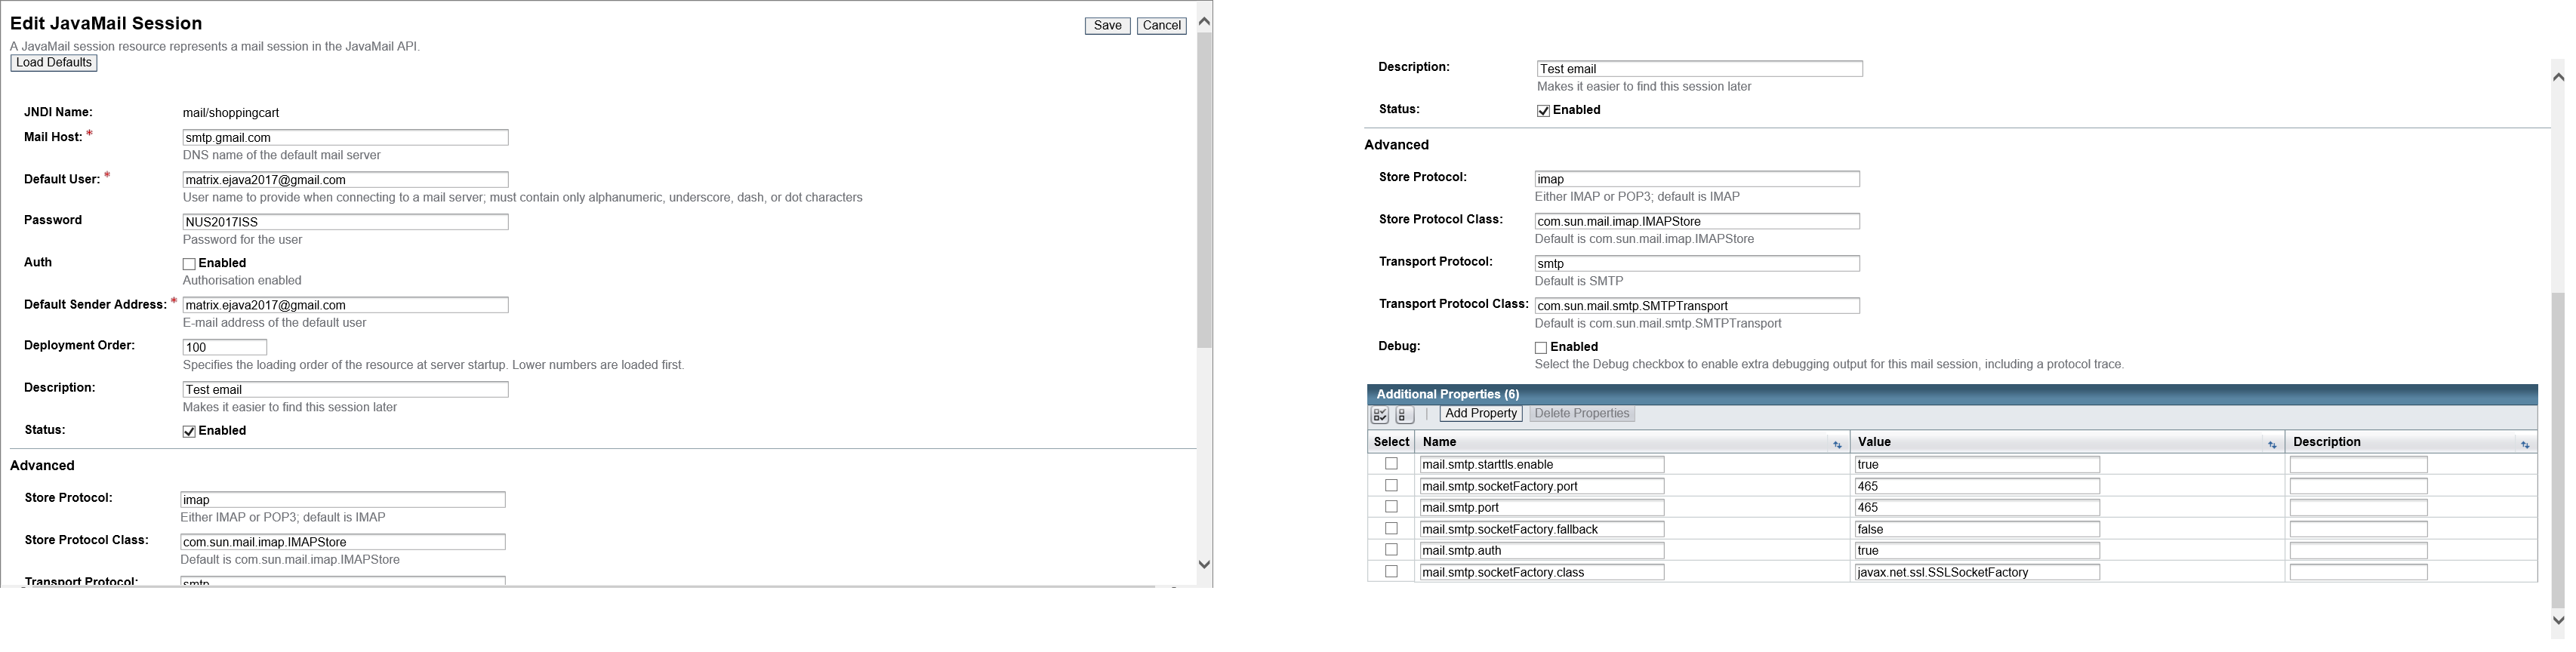 Edit JavaMail Session
Save Cancel
A JavaMail session resource represents a mail session in the JavaMail API.
Load Defaults
JNDI Name: mail/shoppingcart
Mail Host: * smtp.gmail.com
DNS name of the default mail server
Default User: * matrix.ejava2017@gmail.com
User name to provide when connecting to a mail server; must contain only alphanumeric, underscore, dash, or dot characters
Password NUS2017ISS
Password for the user
Auth Enabled
Authorisation enabled
Default Sender Address: * matrix.ejava2017@gmail.com
E-mail address of the default user
Deployment Order: 100
Specifies the loading order of the resource at server startup. Lower numbers are loaded first.
Description: Test email
Makes it easier to find this session later
Status: Enabled
Advanced
Store Protocol: imap
Either IMAP or POP3; default is IMAP
Store Protocol Class: com.sun.mail.imap.IMAPStore
Default is com.sun.mail.imap.IMAPStore
Transport Protocol: smtp
Description: Test email
Makes it easier to find this session later
Status: Enabled
Advanced
Store Protocol: imap
Either IMAP or POP3; default is IMAP
Store Protocol Class: com.sun.mail.imap.IMAPStore
Default is com.sun.mail.imap.IMAPStore
Transport Protocol: smtp
Default is SMTP
Transport Protocol Class: com.sun.mail.smtp.SMTPTransport
Default is com.sun.mail.smtp.SMTPTransport
Debug: Enabled
Select the Debug checkbox to enable extra debugging output for this mail session, including a protocol trace.
Additional Properties (6)
Add Property Delete Properties
Select Name Value Description
mail.smtp.starttls.enable true
mail.smtp.socketFactory.port 465
mail.smtp.port 465
mail.smtp.socketFactory.fallback false
mail.smtp.auth true
mail.smtp.socketFactory.class javax.net.ssl.SSLSocketFactory